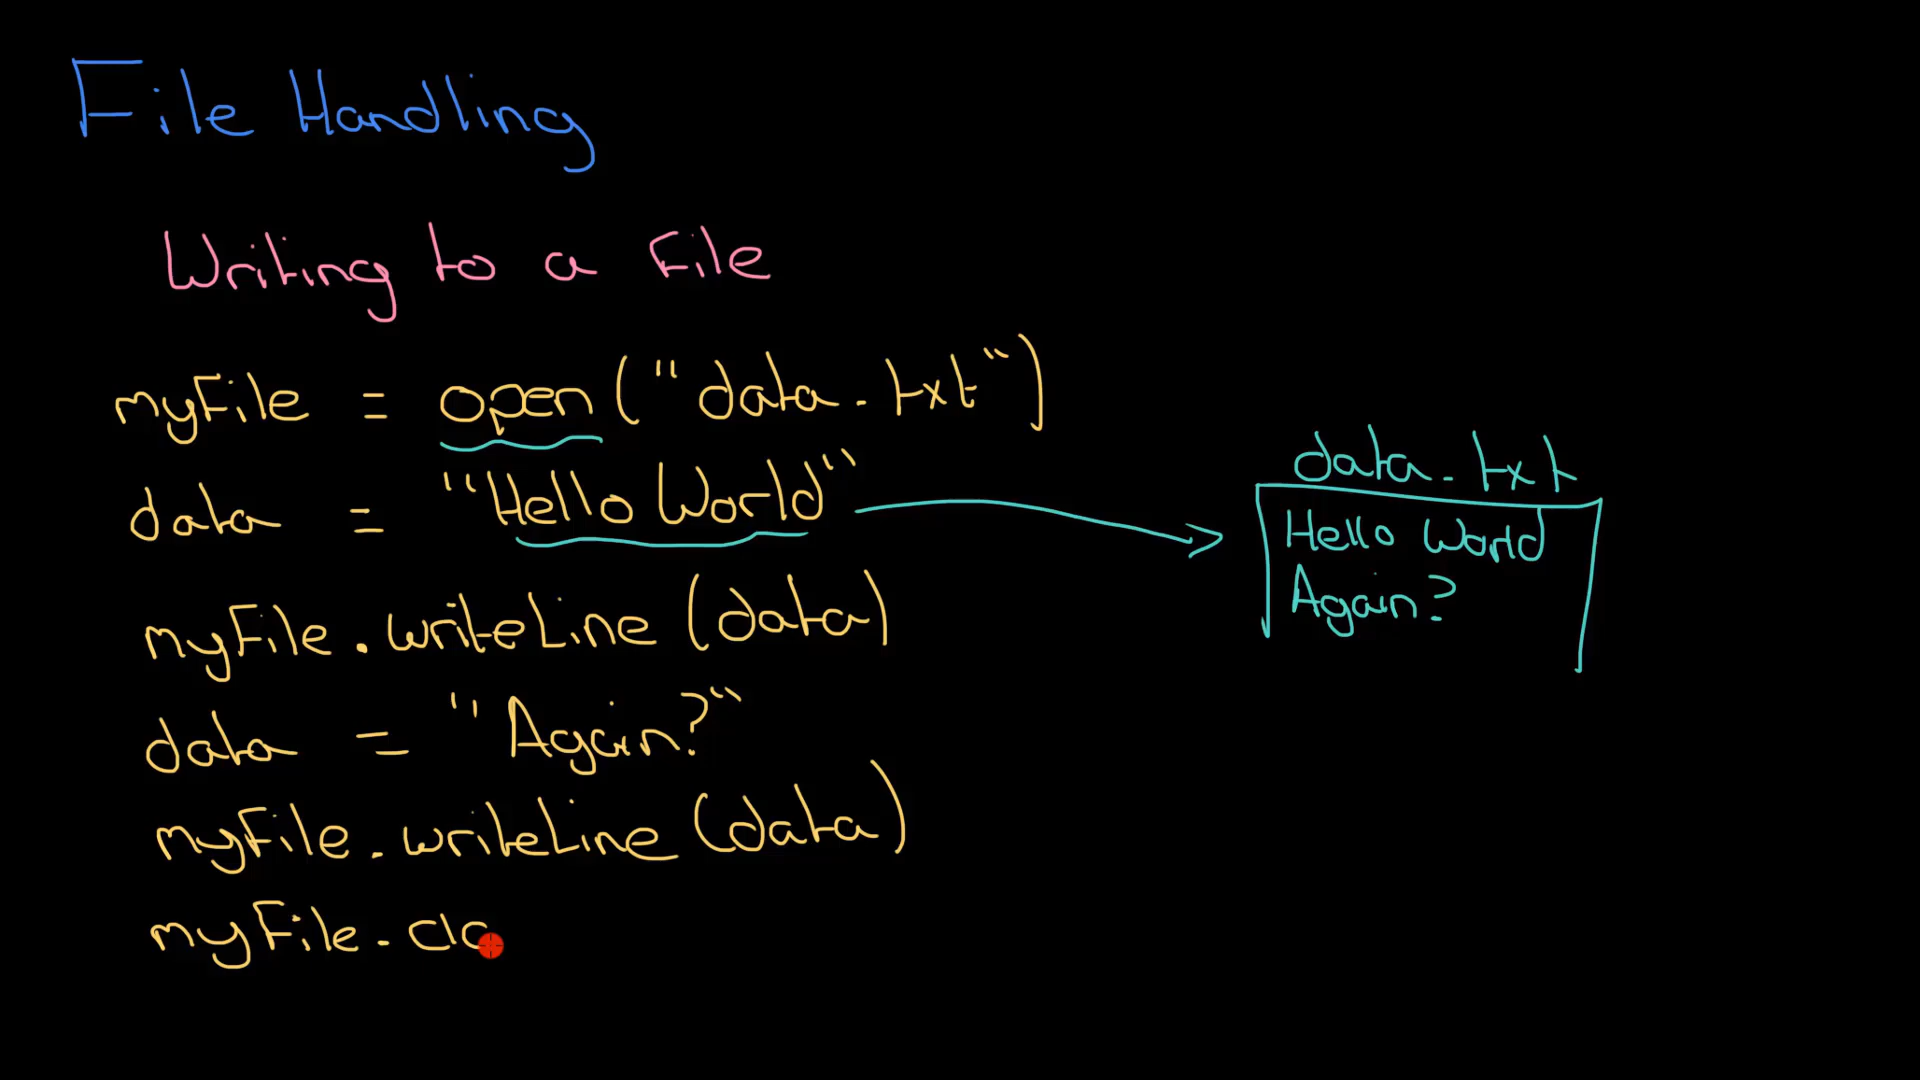 File Handling
Writing to a File
myFile = open("data.txt")
data = "Hello World"
myFile.writeLine(data)
data = "Again?"
myFile.writeLine(data)
myFile.clo
data.txt
Hello World
Again?